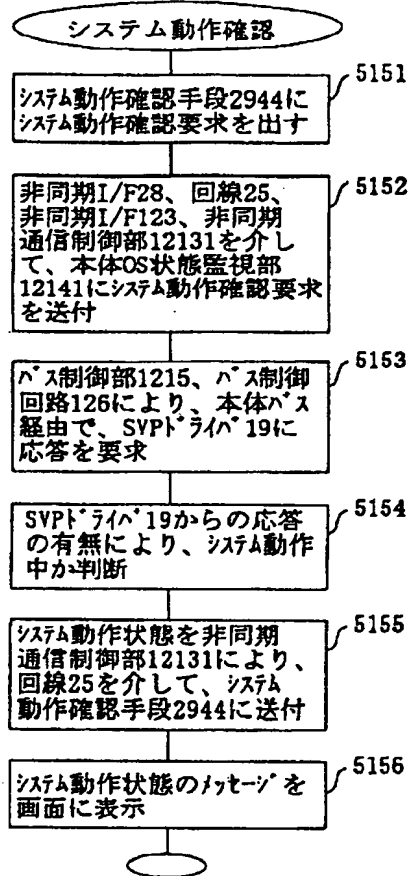 システム動作確認
5151
ｼｽﾃﾑ動作確認手段2944に
ｼｽﾃﾑ動作確認要求を出す
5152
非同期I/F28、回線25、
非同期I/F123、非同期
通信制御部12131を介し
て、本体OS状態監視部
12141にｼｽﾃﾑ動作確認要求
を送付
5153
ﾊﾞｽ制御部1215、ﾊﾞｽ制御
回路126により、本体ﾊﾞｽ
経由で、SVPﾄﾞﾗｲﾊﾞ19に
応答を要求
5154
SVPﾄﾞﾗｲﾊﾞ19からの応答
の有無により、ｼｽﾃﾑ動作
中か判断
5155
ｼｽﾃﾑ動作状態を非同期
通信制御部12131により、
回線25を介して、ｼｽﾃﾑ
動作確認手段2944に送付
5156
ｼｽﾃﾑ動作状態のﾒｯｾｰｼﾞを
画面に表示